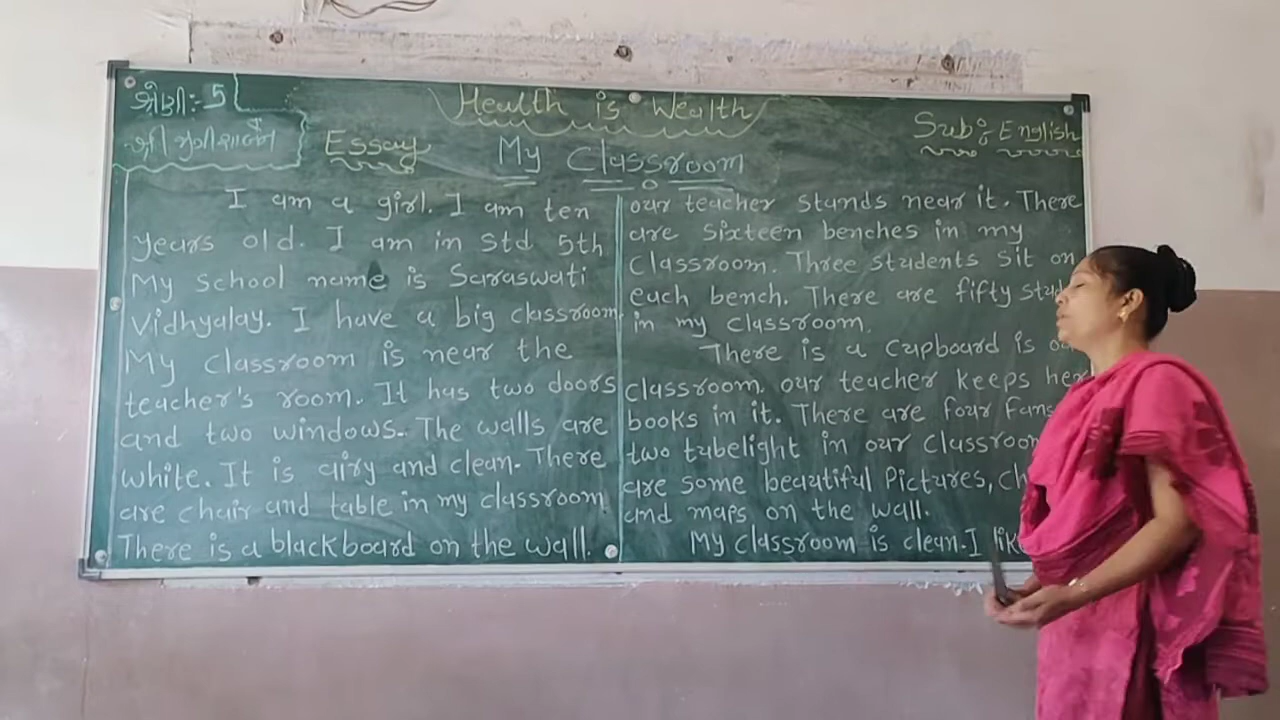 શ્રેણી:- 5
Health is Wealth
Sub: English
શ્રી
Essay
My Classroom
I am a girl. I am ten
years old. I am in Std 5th
My School name is Saraswati
Vidhyalay. I have a big classroom.
My classroom is near the
teacher's room. It has two doors
and two windows. The walls are
white. It is airy and clean. There
are chair and table in my classroom
There is a blackboard on the wall.
our teacher stands near it. There
are sixteen benches in my
Classroom. Three students sit on
each bench. There are fifty
in my classroom.
There is a cupboard is
classroom. our teacher keeps her
books in it. There are four fans
two tubelight in our classroom
are some beautiful Pictures,
and maps on the wall.
My classroom is clean. I